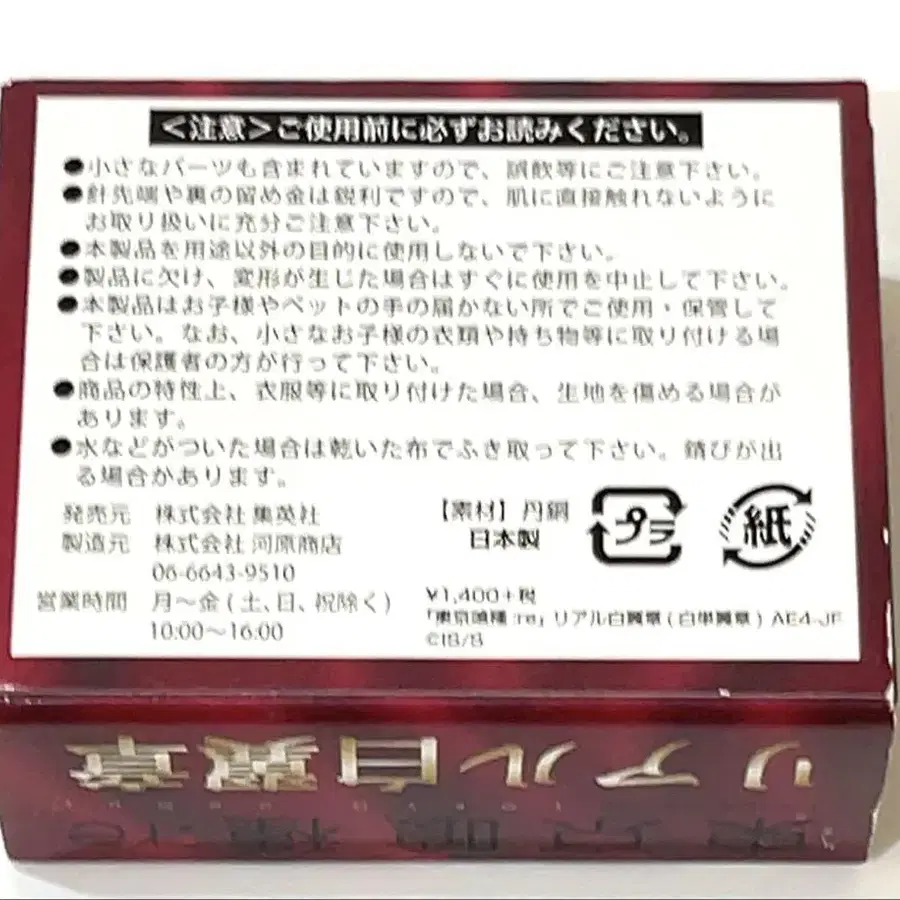 ＜注意＞ご使用前に必ずお読みください。
●小さなパーツも含まれていますので、誤飲等にご注意下さい。
●針先端や裏の留め金は鋭利ですので、肌に直接触れないように
お取り扱いに充分ご注意下さい。
●本製品を用途以外の目的に使用しないで下さい。
●製品に欠け、変形が生じた場合はすぐに使用を中止して下さい。
●本製品はお子様やペットの手の届かない所でご使用・保管して
下さい。なお、小さなお子様の衣類や持ち物等に取り付ける場
合は保護者の方が行って下さい。
●商品の特性上、衣服等に取り付けた場合、生地を傷める場合が
あります。
●水などがついた場合は乾いた布でふき取って下さい。錆びが出
る場合があります。
発売元 株式会社 集英社
製造元 株式会社 河原商店
06-6643-9510
営業時間 月～金 ( 土、日、祝除く )
10:00～16:00
【素材】丹銅
日本製
プラ
紙
¥1,400+税
「東京喰種:re」リアル白翼章 ( 白単翼章 ) AE4-JF
©IS/S
リアル白翼章
東京喰種:re